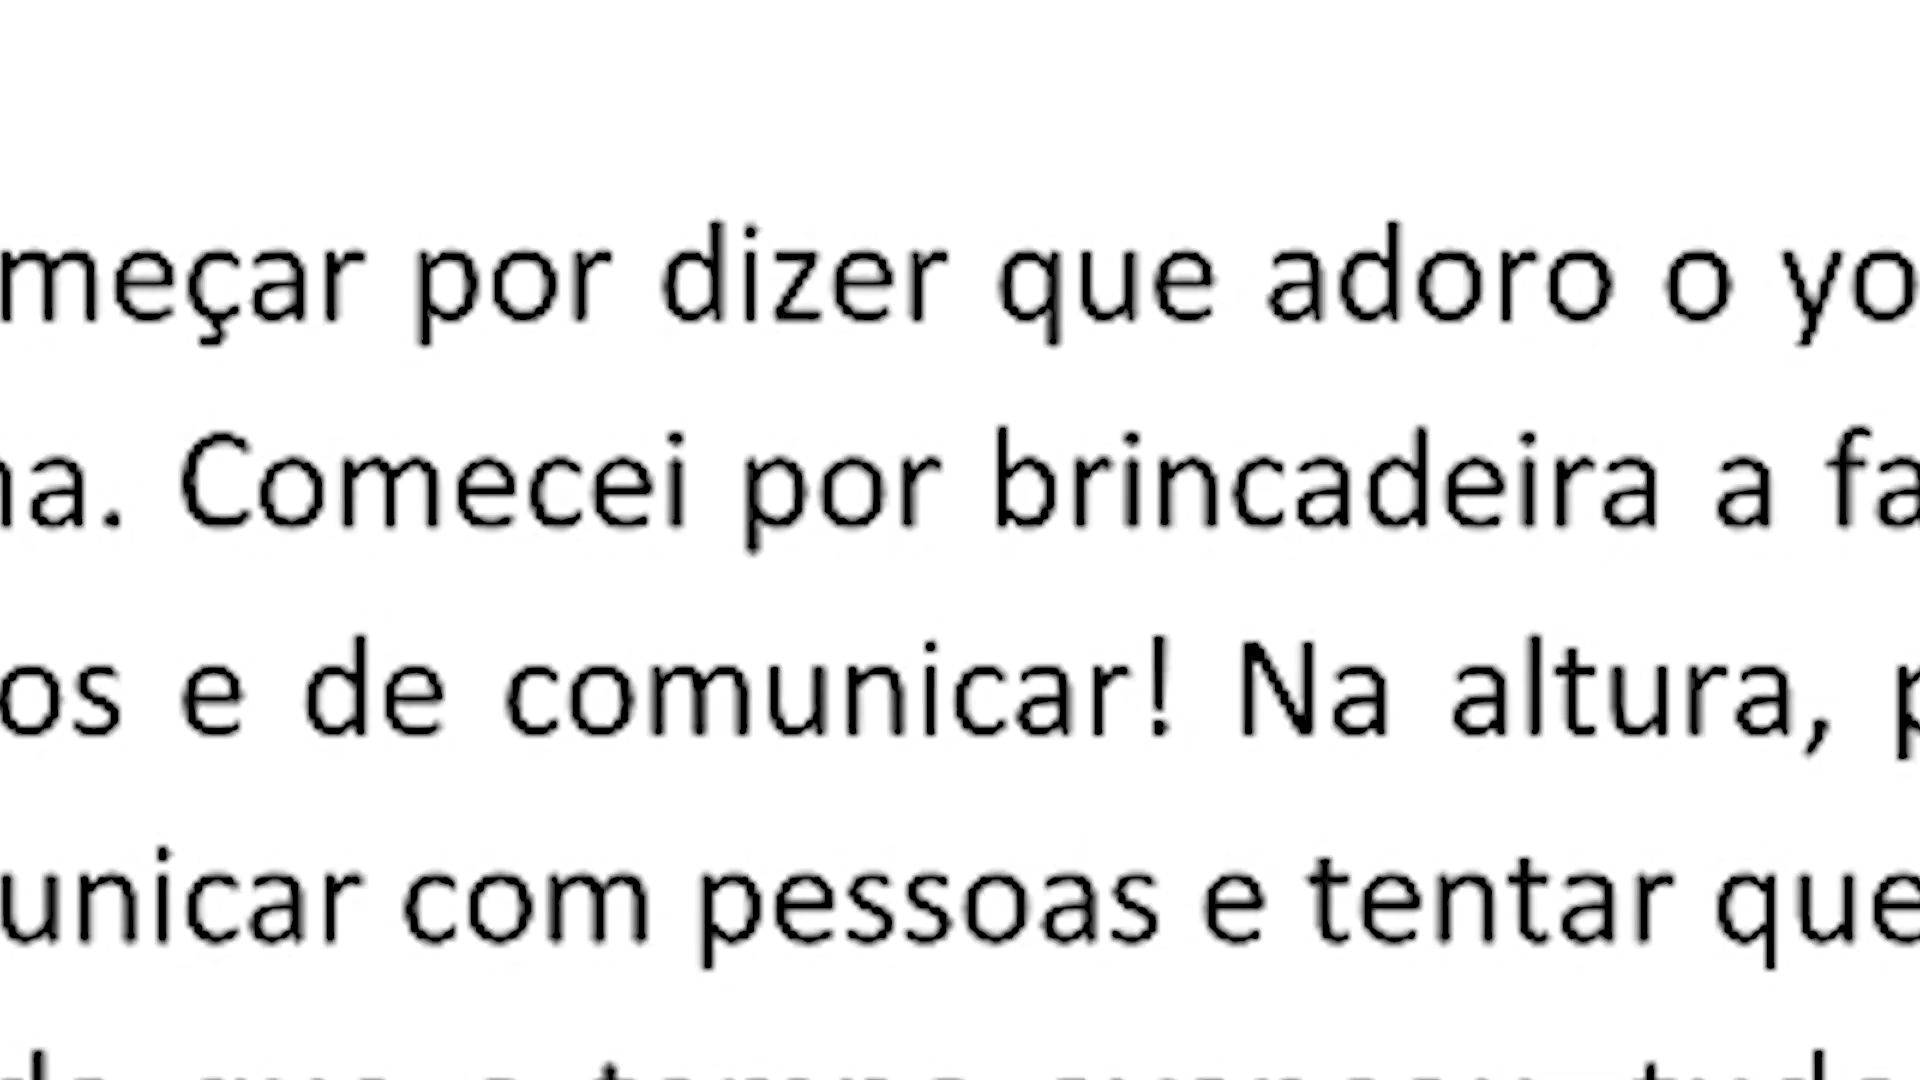 meçar por dizer que adoro o yo
a. Comecei por brincadeira a fa
os e de comunicar! Na altura, p
unicar com pessoas e tentar que